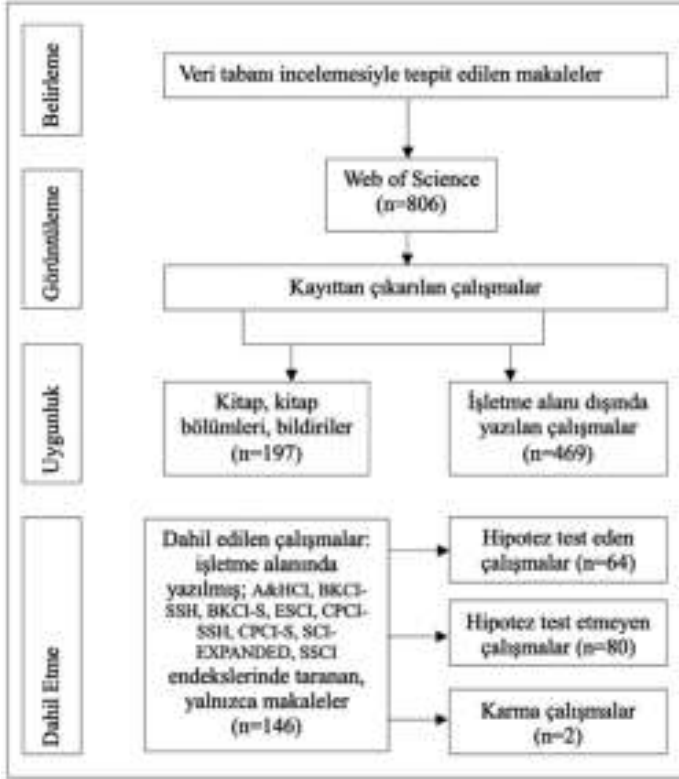 Belirleme
Veri tabanı incelemesiyle tespit edilen makaleler
Görüntüleme
Web of Science
(n=806)
Kayıttan çıkarılan çalışmalar
Uygunluk
Kitap, kitap
bölümleri, bildiriler
(n=197)
İşletme alanı dışında
yazılan çalışmalar
(n=469)
Dahil Etme
Dahil edilen çalışmalar:
işletme alanında
yazılmış; A&HCI, BKCI-
SSH, BKCI-S, ESCI, CPCI-
SSH, CPCI-S, SCI-
EXPANDED, SSCI
endekslerinde taranan,
yalnızca makaleler
(n=146)
Hipotez test eden
çalışmalar (n=64)
Hipotez test etmeyen
çalışmalar (n=80)
Karma çalışmalar
(n=2)